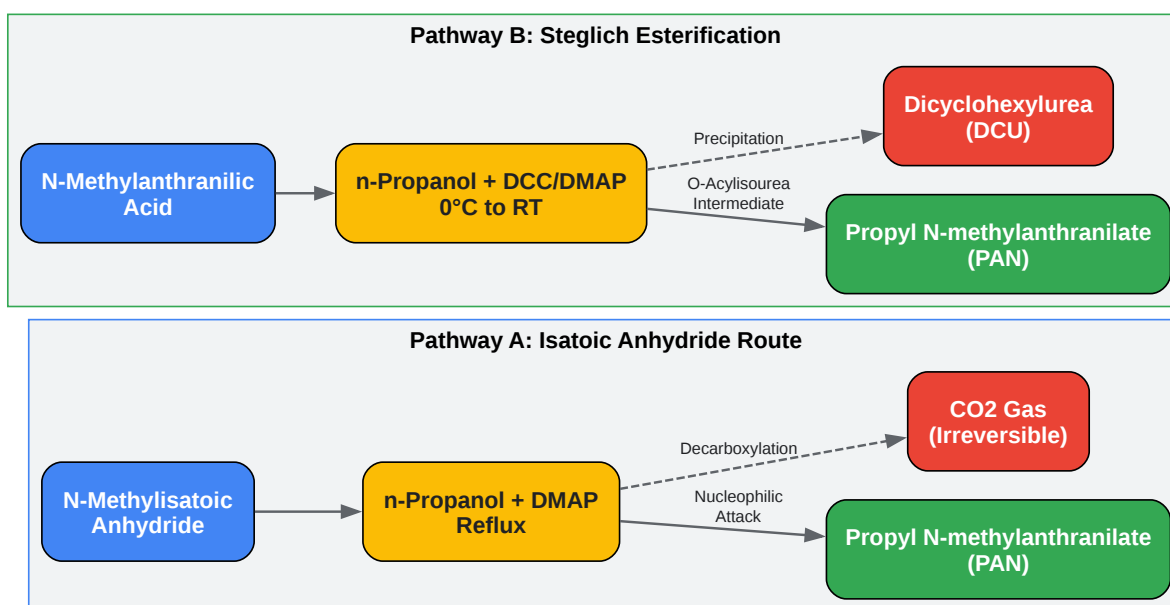 Pathway B: Steglich Esterification
N-Methylanthranilic
Acid
n-Propanol + DCC/DMAP
0°C to RT
Precipitation
Dicyclohexylurea
(DCU)
O-Acylisourea
Intermediate
Propyl N-methylanthranilate
(PAN)
Pathway A: Isatoic Anhydride Route
N-Methylisatoic
Anhydride
n-Propanol + DMAP
Reflux
Decarboxylation
CO2 Gas
(Irreversible)
Nucleophilic
Attack
Propyl N-methylanthranilate
(PAN)